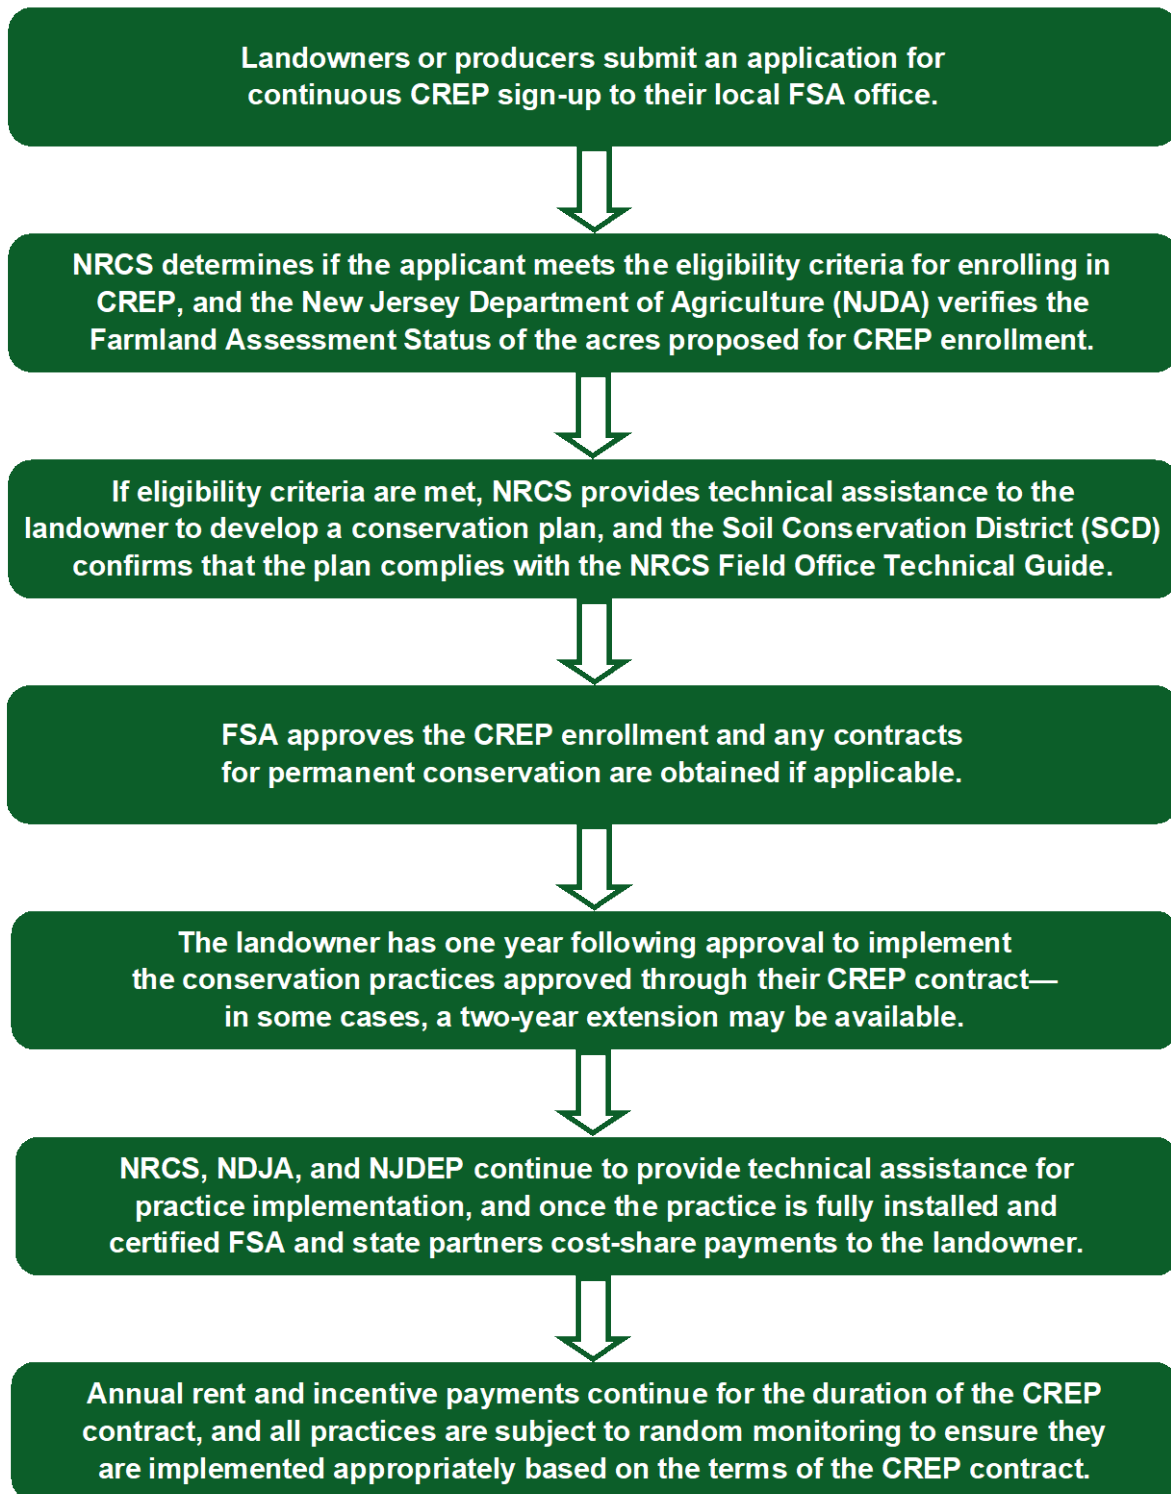 Landowners or producers submit an application for
continuous CREP sign-up to their local FSA office.
NRCS determines if the applicant meets the eligibility criteria for enrolling in
CREP, and the New Jersey Department of Agriculture (NJDA) verifies the
Farmland Assessment Status of the acres proposed for CREP enrollment.
If eligibility criteria are met, NRCS provides technical assistance to the
landowner to develop a conservation plan, and the Soil Conservation District (SCD)
confirms that the plan complies with the NRCS Field Office Technical Guide.
FSA approves the CREP enrollment and any contracts
for permanent conservation are obtained if applicable.
The landowner has one year following approval to implement
the conservation practices approved through their CREP contract—
in some cases, a two-year extension may be available.
NRCS, NDJA, and NJDEP continue to provide technical assistance for
practice implementation, and once the practice is fully installed and
certified FSA and state partners cost-share payments to the landowner.
Annual rent and incentive payments continue for the duration of the CREP
contract, and all practices are subject to random monitoring to ensure they
are implemented appropriately based on the terms of the CREP contract.